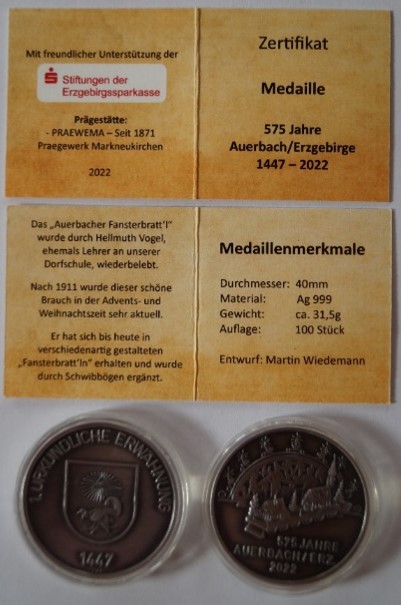 Mit freundlicher Unterstützung der
Stiftungen der
Erzgebirgssparkasse
Prägestätte:
- PRAEWEMA – Seit 1871
Praegewerk Markneukirchen
2022
Zertifikat
Medaille
575 Jahre
Auerbach/Erzgebirge
1447 – 2022
Das „Auerbacher Fansterbratt'l"
wurde durch Hellmuth Vogel,
ehemals Lehrer an unserer
Dorfschule, wiederbelebt.
Nach 1911 wurde dieser schöne
Brauch in der Advents- und
Weihnachtszeit sehr aktuell.
Er hat sich bis heute in
verschiedenartig gestalteten
„Fansterbratt'ln" erhalten und wurde
durch Schwibbögen ergänzt.
Medaillenmerkmale
Durchmesser: 40mm
Material: Ag 999
Gewicht: ca. 31,5g
Auflage: 100 Stück
Entwurf: Martin Wiedemann
1.URKUNDLICHE ERWÄHNUNG
1447
575 JAHRE
AUERBACH/ERZ
2022